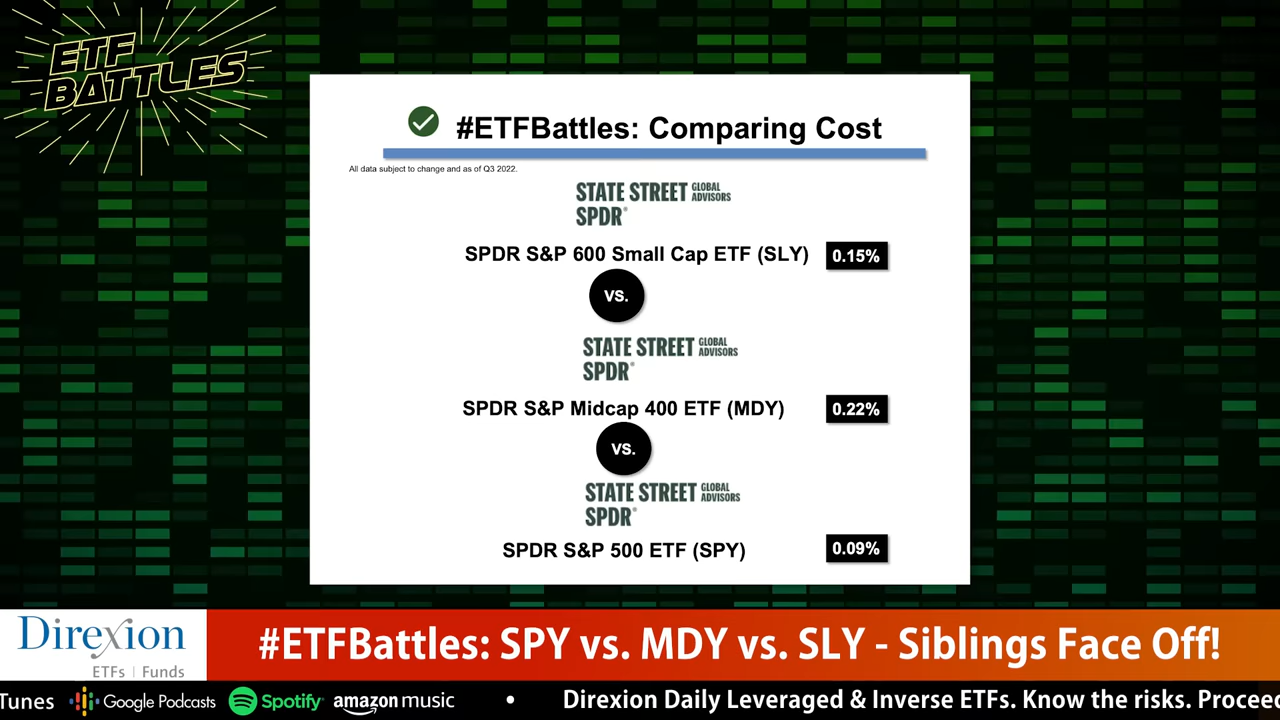 ETF
BATTLES
#ETFBattles: Comparing Cost
All data subject to change and as of Q3 2022.
STATE STREET GLOBAL ADVISORS
SPDR®
SPDR S&P 600 Small Cap ETF (SLY) 0.15%
VS.
STATE STREET GLOBAL ADVISORS
SPDR®
SPDR S&P Midcap 400 ETF (MDY) 0.22%
VS.
STATE STREET GLOBAL ADVISORS
SPDR®
SPDR S&P 500 ETF (SPY) 0.09%
Direxion
ETFs | Funds
#ETFBattles: SPY vs. MDY vs. SLY - Siblings Face Off!
Tunes Google Podcasts Spotify amazon music • Direxion Daily Leveraged & Inverse ETFs. Know the risks. Proceed